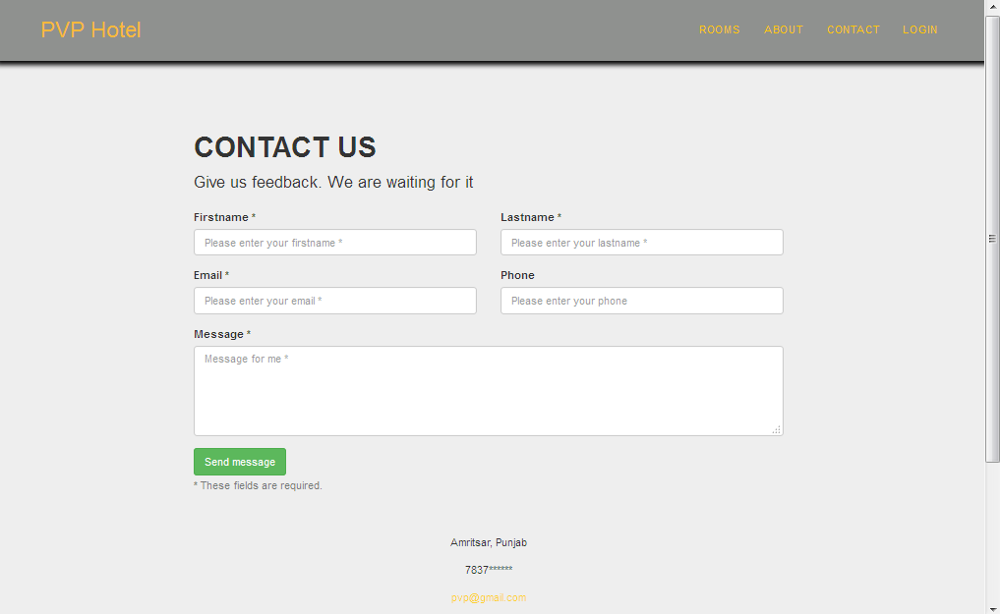 PVP Hotel
ROOMS ABOUT CONTACT LOGIN
CONTACT US
Give us feedback. We are waiting for it
Firstname * Lastname *
Please enter your firstname * Please enter your lastname *
Email * Phone
Please enter your email * Please enter your phone
Message *
Message for me *
Send message
* These fields are required.
Amritsar, Punjab
7837******
pvp@gmail.com